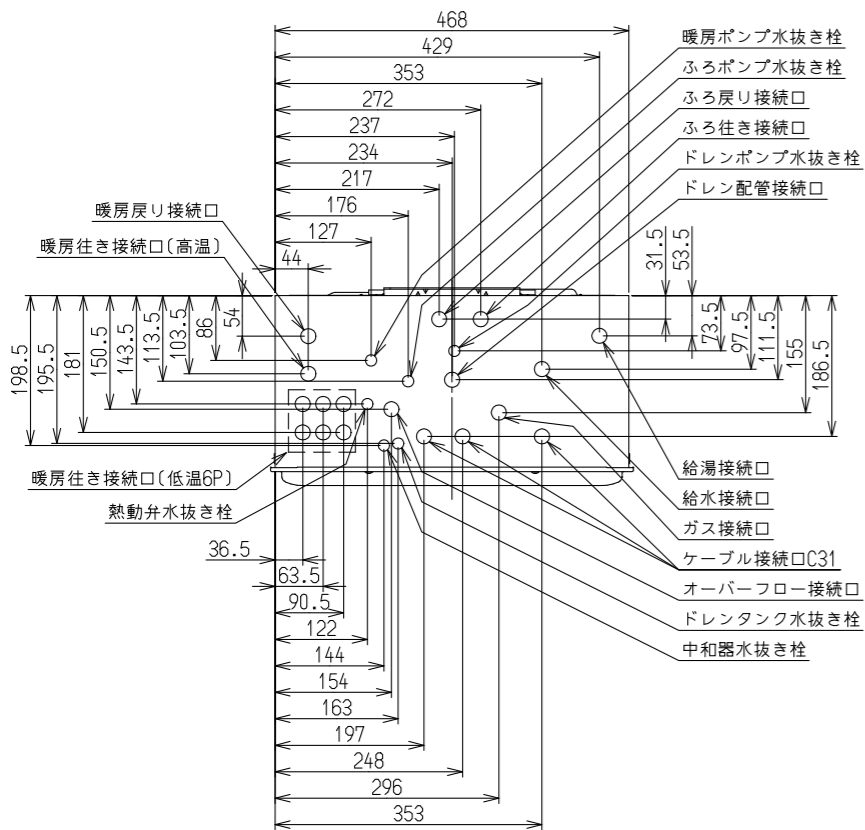 468
429
353
272
237
234
217
176
127
44
暖房戻り接続口
暖房往き接続口(高温)
暖房ポンプ水抜き栓
ふろポンプ水抜き栓
ふろ戻り接続口
ふろ往き接続口
ドレンポンプ水抜き栓
ドレン配管接続口
198.5
195.5
181
150.5
143.5
113.5
103.5
86
54
31.5
53.5
73.5
97.5
111.5
155
186.5
暖房往き接続口(低温6P)
熱動弁水抜き栓
給湯接続口
給水接続口
ガス接続口
ケーブル接続口C31
オーバーフロー接続口
ドレンタンク水抜き栓
中和器水抜き栓
36.5
63.5
90.5
122
144
154
163
197
248
296
353